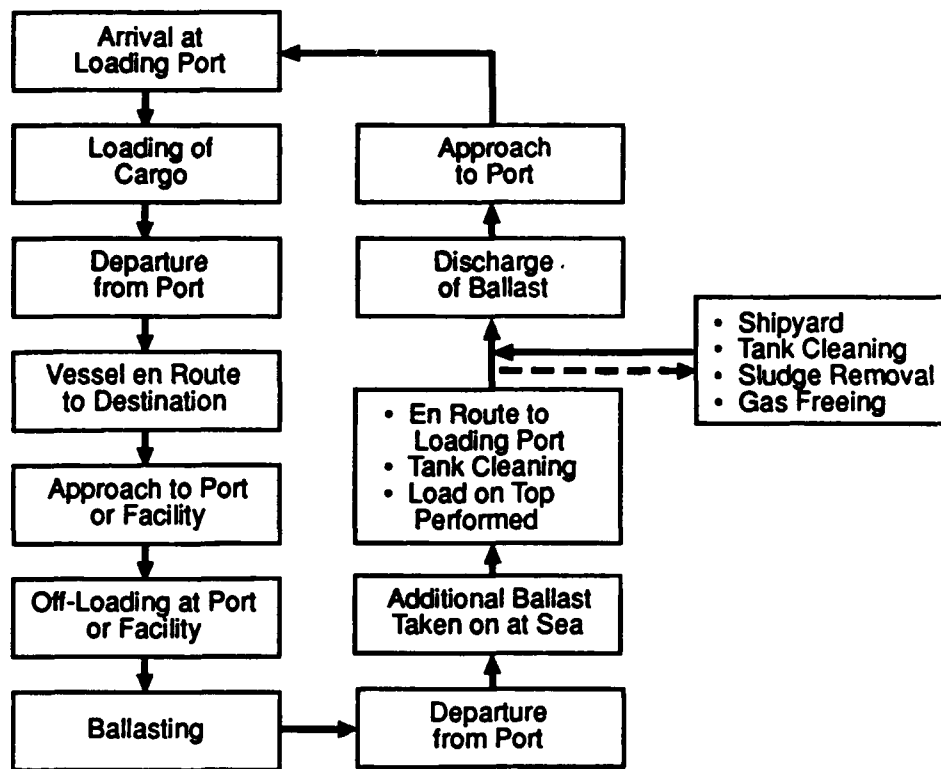 Arrival at
Loading Port
Loading of
Cargo
Departure
from Port
Vessel en Route
to Destination
Approach to Port
or Facility
Off-Loading at Port
or Facility
Ballasting
Departure
from Port
Additional Ballast
Taken on at Sea
• En Route to
Loading Port
• Tank Cleaning
• Load on Top
Performed
• Shipyard
• Tank Cleaning
• Sludge Removal
• Gas Freeing
Discharge
of Ballast
Approach
to Port